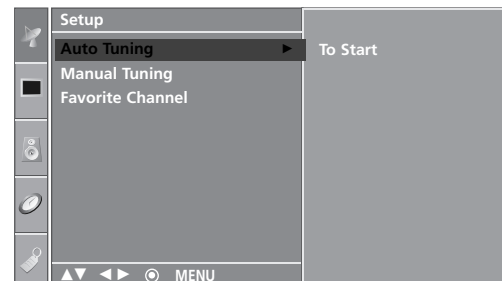 Setup
Auto Tuning ► To Start
Manual Tuning
Favorite Channel
▲▼ ◄► ◉ MENU